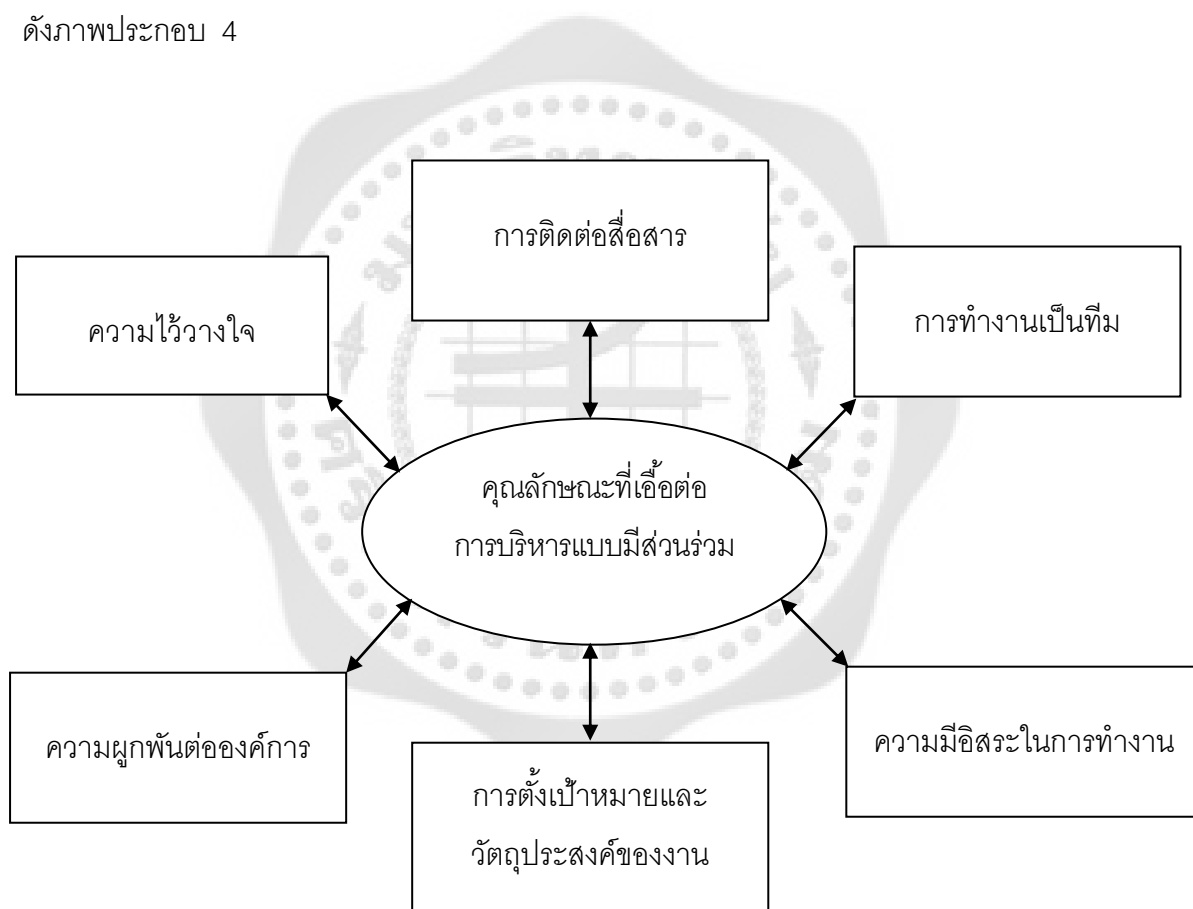 ดังภาพประกอบ 4
การติดต่อสื่อสาร
ความไว้วางใจ
การทำงานเป็นทีม
คุณลักษณะที่เอื้อต่อ
การบริหารแบบมีส่วนร่วม
ความผูกพันต่อองค์การ
ความมีอิสระในการทำงาน
การตั้งเป้าหมายและ
วัตถุประสงค์ของงาน